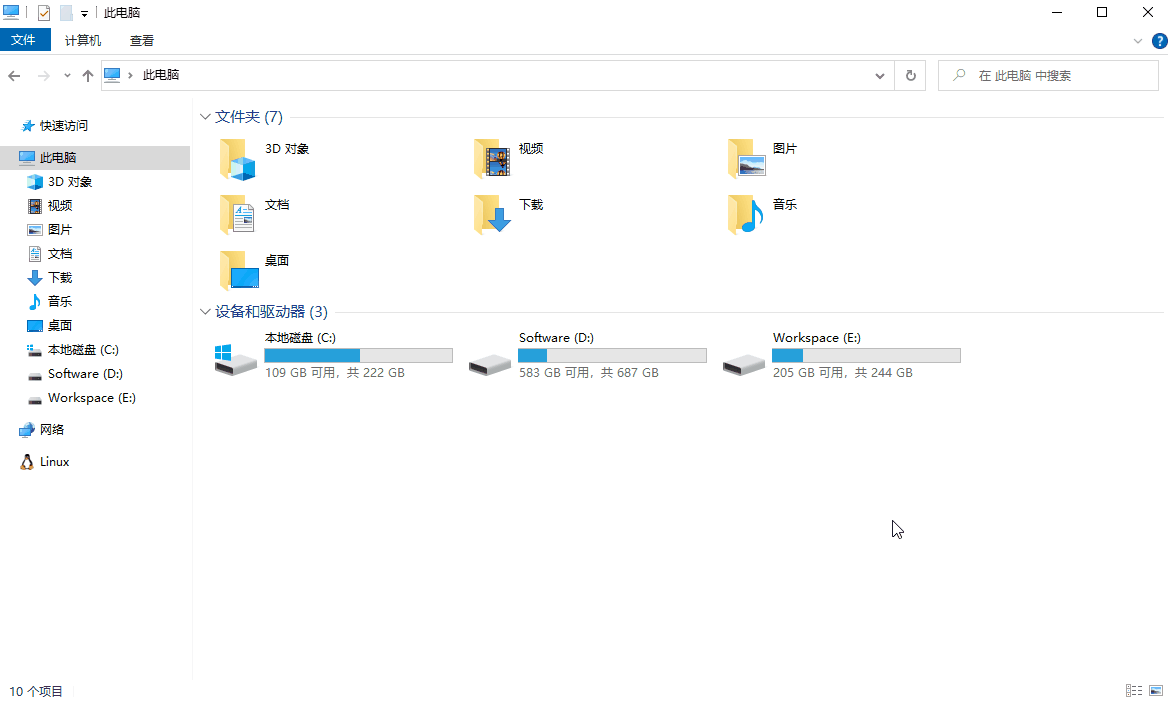 此电脑
文件 计算机 查看
此电脑
在 此电脑 中搜索
快速访问
此电脑
3D 对象
视频
图片
文档
下载
音乐
桌面
本地磁盘 (C:)
Software (D:)
Workspace (E:)
网络
Linux
文件夹 (7)
3D 对象
视频
图片
文档
下载
音乐
桌面
设备和驱动器 (3)
本地磁盘 (C:)
109 GB 可用，共 222 GB
Software (D:)
583 GB 可用，共 687 GB
Workspace (E:)
205 GB 可用，共 244 GB
10 个项目